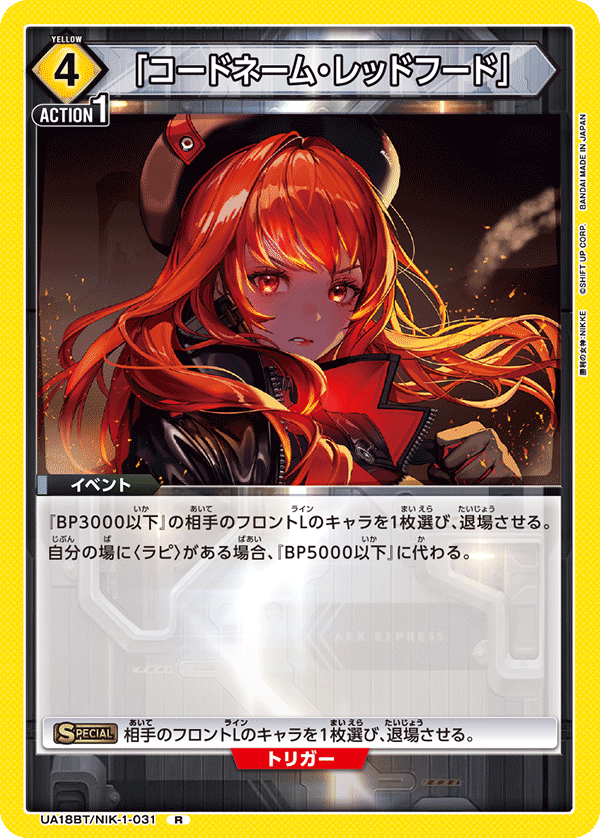 YELLOW
4
ACTION 1
「コードネーム・レッドフード」
勝利の女神:NIKKE ©SHIFT UP CORP. BANDAI MADE IN JAPAN
イベント
『BP3000以下』の相手のフロントLのキャラを1枚選び、退場させる。
自分の場に〈ラピ〉がある場合、『BP5000以下』に代わる。
ARK EXPRESS
SPECIAL 相手のフロントLのキャラを1枚選び、退場させる。
トリガー
UA18BT/NIK-1-031 R